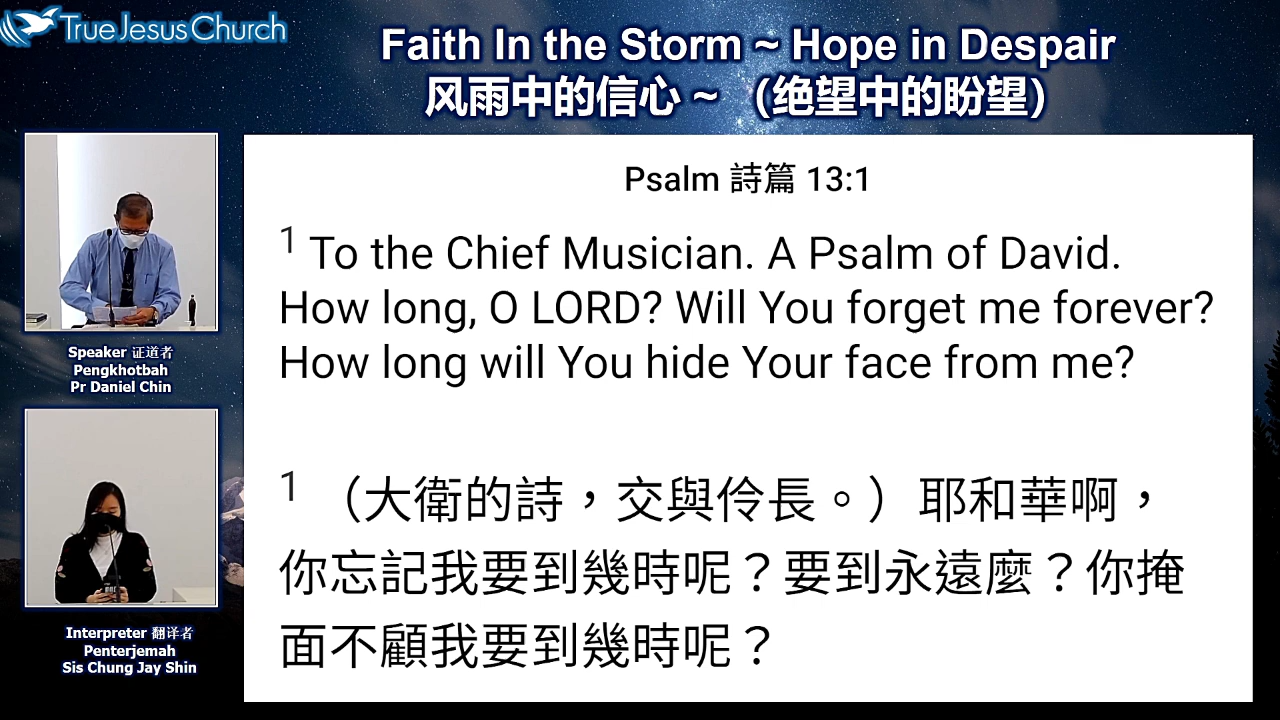 True Jesus Church
Faith In the Storm ~ Hope in Despair
风雨中的信心 ~ （绝望中的盼望）
Psalm 詩篇 13:1
1 To the Chief Musician. A Psalm of David.
How long, O LORD? Will You forget me forever?
How long will You hide Your face from me?
1 （大衛的詩，交與伶長。）耶和華啊，
你忘記我要到幾時呢？要到永遠麼？你掩
面不顧我要到幾時呢？
Speaker 证道者
Pengkhotbah
Pr Daniel Chin
Interpreter 翻译者
Penterjemah
Sis Chung Jay Shin